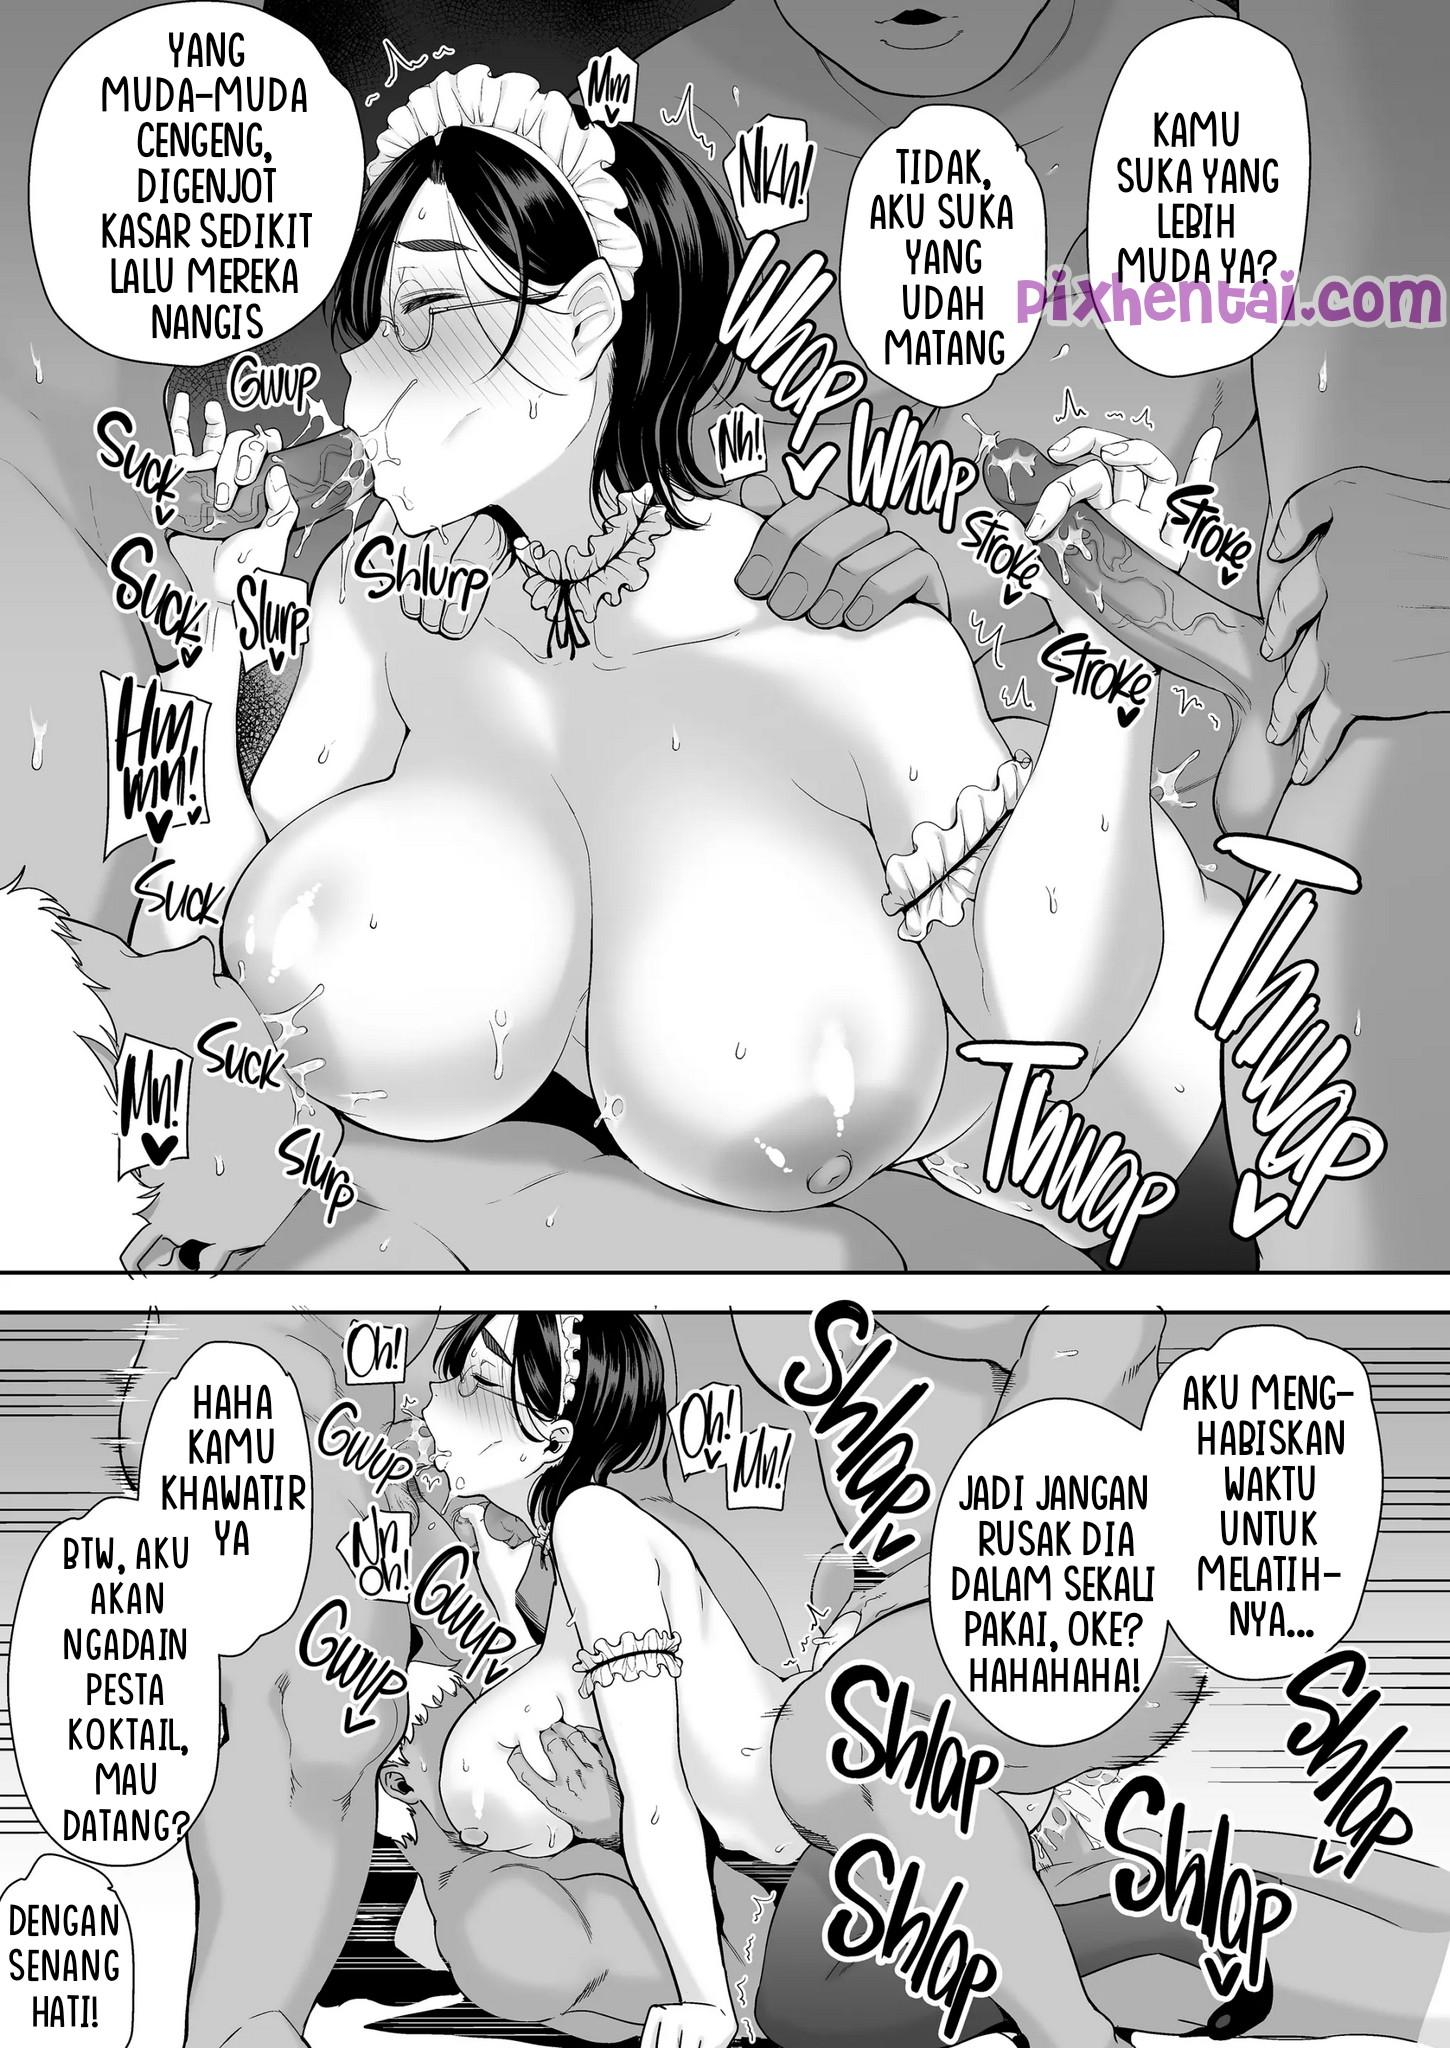 KAMU
SUKA YANG
LEBIH
MUDA YA?
pixhentai.com
TIDAK,
AKU SUKA
YANG
UDAH
MATANG
YANG
MUDA-MUDA
CENGENG,
DIGENJOT
KASAR SEDIKIT
LALU MEREKA
NANGIS
Mm
Nkh!
Whap
Whap
Nh!
Gwup
Suck
Suck
Slurp
Shlurp
Stroke
Stroke
Stroke
Hm
mmn!
Suck
Mn!
Suck
Slurp
Thwap
Thwap
AKU MENG-
HABISKAN
WAKTU
UNTUK
MELATIH-
NYA...
JADI JANGAN
RUSAK DIA
DALAM SEKALI
PAKAI, OKE?
HAHAHAHA!
HAHA
KAMU
KHAWATIR
YA
BTW, AKU
AKAN
NGADAIN
PESTA
KOKTAIL,
MAU
DATANG?
DENGAN
SENANG
HATI!
Oh!
Gwup
Oh!
Mn!
Shlap
Gwup
Gwup
Shlap
Shlap
Shlap
Shlap